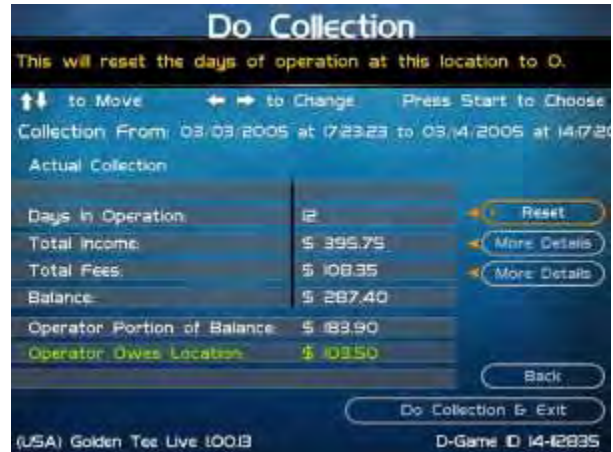 Do Collection
This will reset the days of operation at this location to 0.
to Move to Change Press Start to Choose
Collection From: 03/03/2005 at 17:23:23 to 03/14/2005 at 14:17:20
Actual Collection
Days in Operation: 12 Reset
Total Income: $ 395.75 More Details
Total Fees: $ 108.35 More Details
Balance: $ 287.40
Operator Portion of Balance: $ 183.90
Operator Owes Location: $ 103.50
Back
Do Collection & Exit
(USA) Golden Tee Live 1.00.13 D-Game ID 14-12835